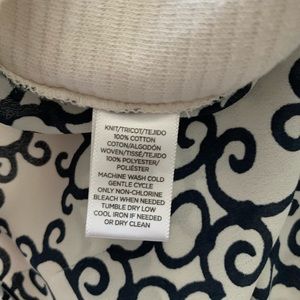 KNIT/TRICOT/TEJIDO
100% COTTON
COTON/ALGODÓN
WOVEN/TISSÉ/TEJIDO
100% POLYESTER/
POLIÉSTER
MACHINE WASH COLD
GENTLE CYCLE
ONLY NON-CHLORINE
BLEACH WHEN NEEDED
TUMBLE DRY LOW
COOL IRON IF NEEDED
OR DRY CLEAN